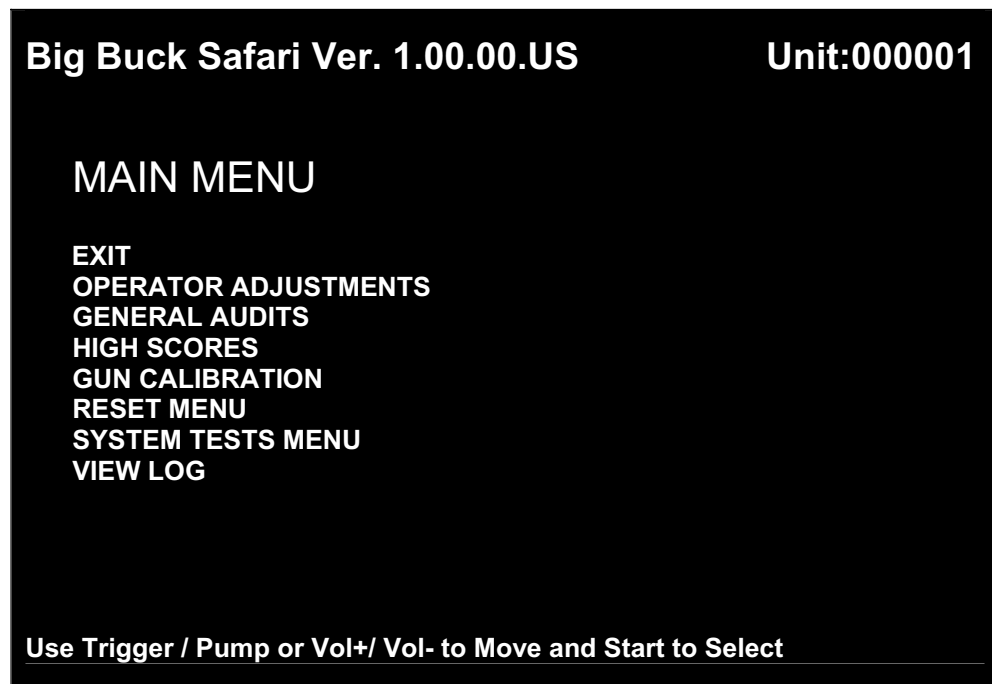 Big Buck Safari Ver. 1.00.00.US Unit:000001
MAIN MENU
EXIT
OPERATOR ADJUSTMENTS
GENERAL AUDITS
HIGH SCORES
GUN CALIBRATION
RESET MENU
SYSTEM TESTS MENU
VIEW LOG
Use Trigger / Pump or Vol+/ Vol- to Move and Start to Select